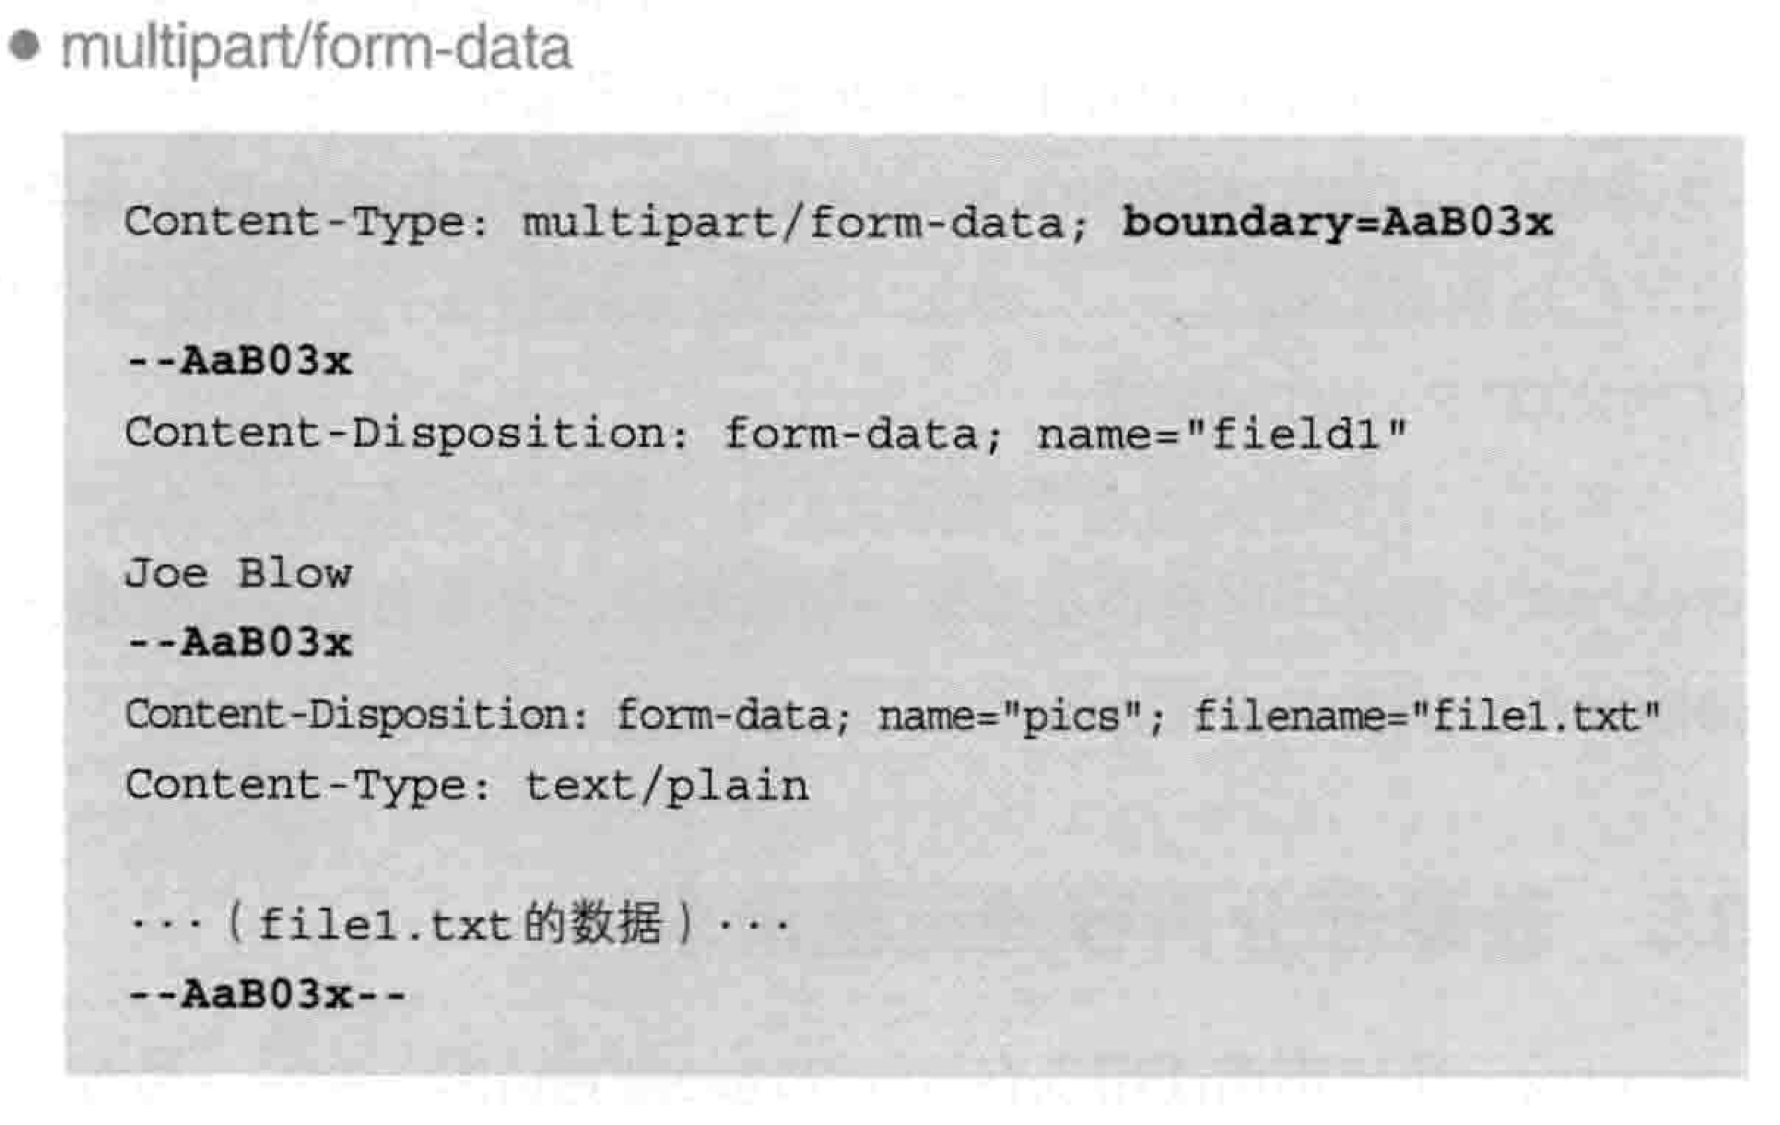 ● multipart/form-data
Content-Type: multipart/form-data; boundary=AaB03x
--AaB03x
Content-Disposition: form-data; name="field1"
Joe Blow
--AaB03x
Content-Disposition: form-data; name="pics"; filename="file1.txt"
Content-Type: text/plain
···(file1.txt的数据)···
--AaB03x--